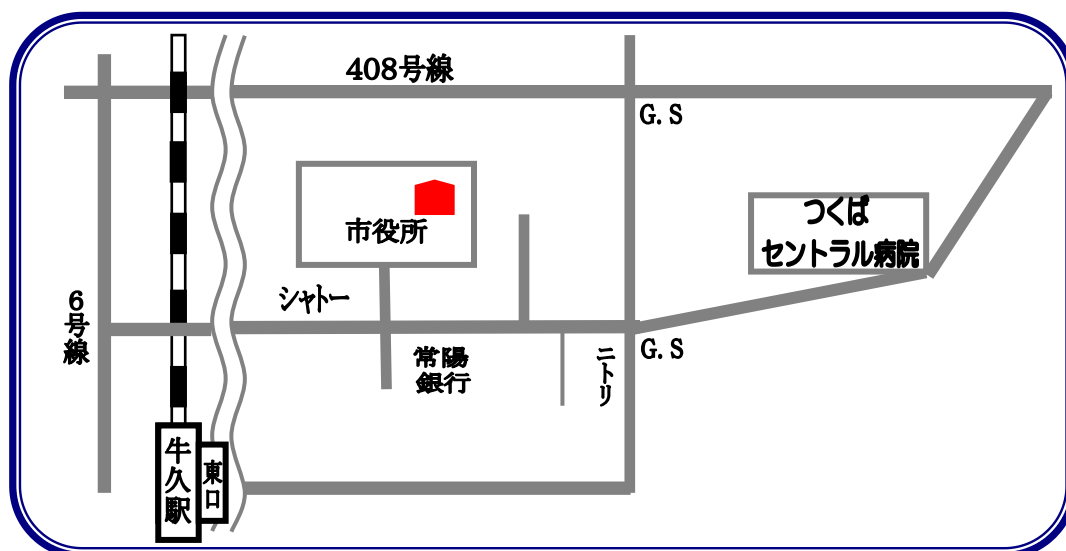 408号線
G.S
つくば
セントラル病院
市役所
シャトー
6号線
常陽
銀行
ニトリ
G.S
牛久駅
東口